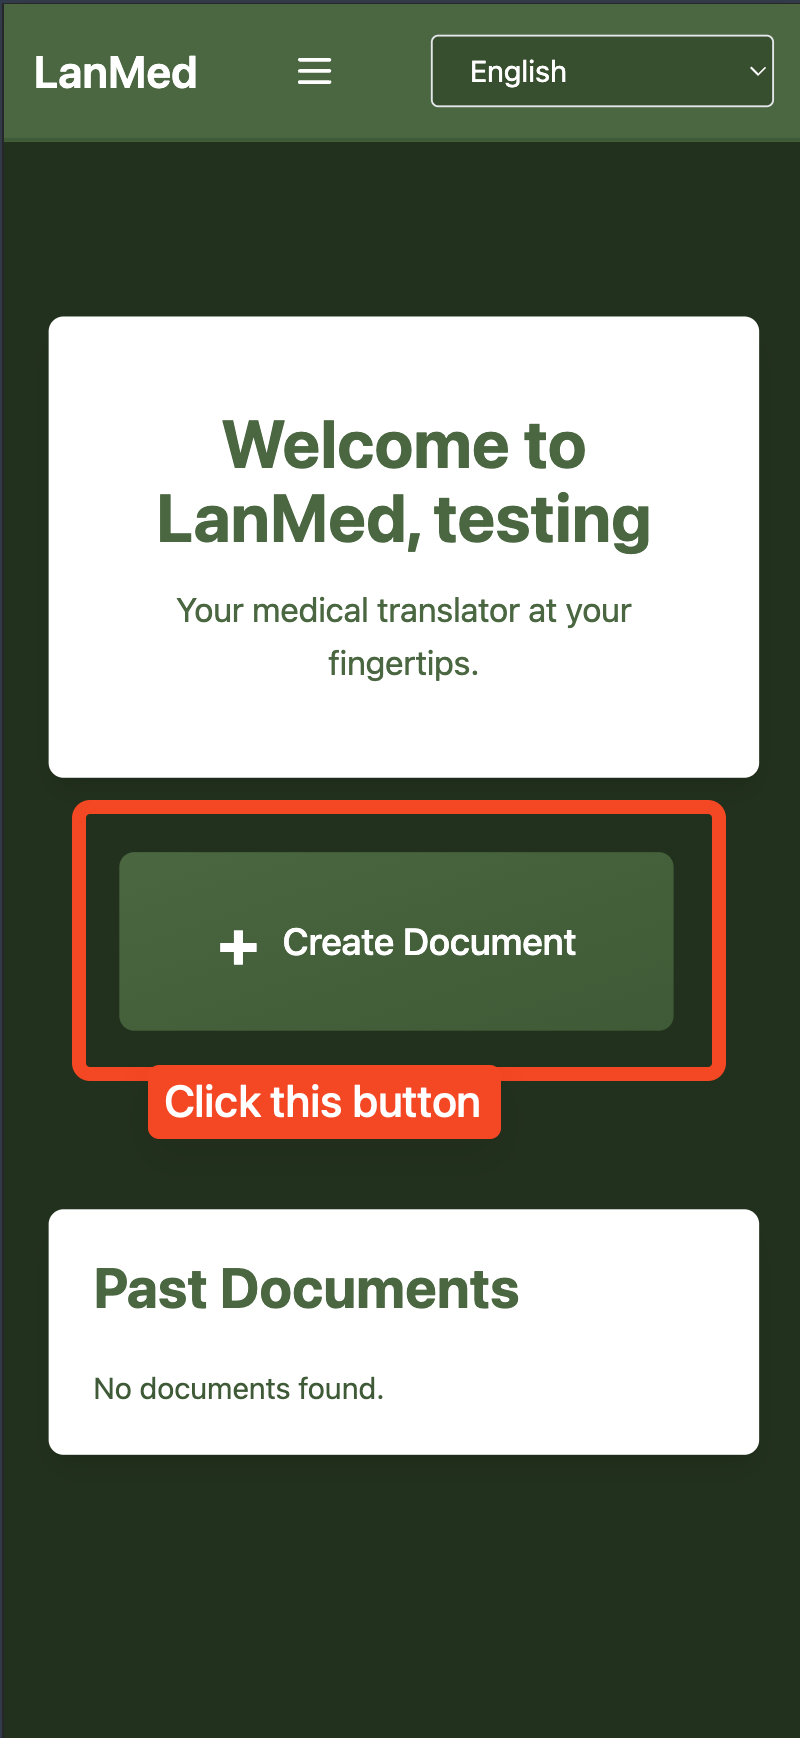 LanMed
English
Welcome to
LanMed, testing
Your medical translator at your
fingertips.
Create Document
Click this button
Past Documents
No documents found.